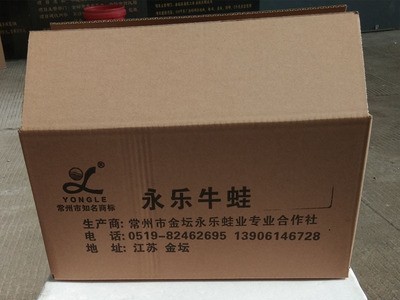 ®
YONGLE
常州市知名商标
永乐牛蛙
生产商: 常州市金坛永乐蛙业专业合作社
电 话: 0519-82462695 13906146728
地 址: 江苏 金坛